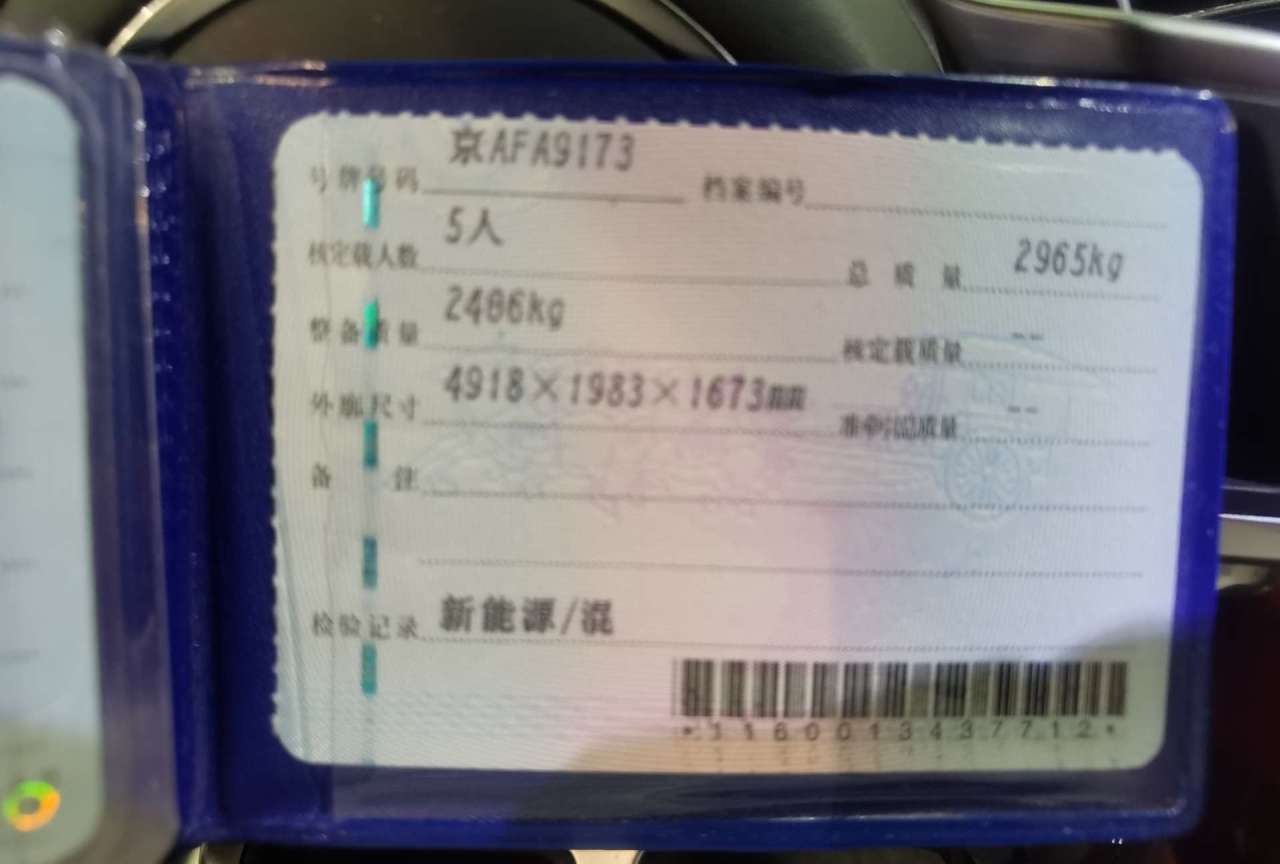 号牌号码 京AFA9173 档案编号
核定载人数 5人 总质量 2965kg
整备质量 2406kg 核定载质量 --
外廓尺寸 4918×1983×1673mm 准牵引总质量 --
备注
检验记录 新能源/混
*1160013437712*